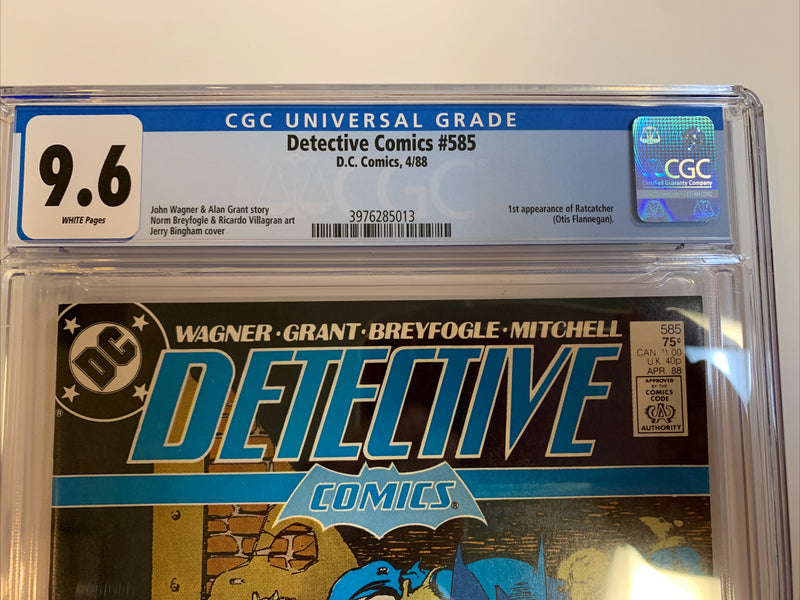 CGC UNIVERSAL GRADE
9.6
WHITE Pages
Detective Comics #585
D.C. Comics, 4/88
John Wagner & Alan Grant story
Norm Breyfogle & Ricardo Villagran art
Jerry Bingham cover
3976285013
1st appearance of Ratcatcher
(Otis Flannegan).
CGC
Certified Guaranty Company
DC
®
WAGNER · GRANT · BREYFOGLE · MITCHELL
DETECTIVE
COMICS®
585
75¢
CAN. $1.00
U.K. 40p
APR. 88
APPROVED
BY THE
COMICS
CODE
AUTHORITY